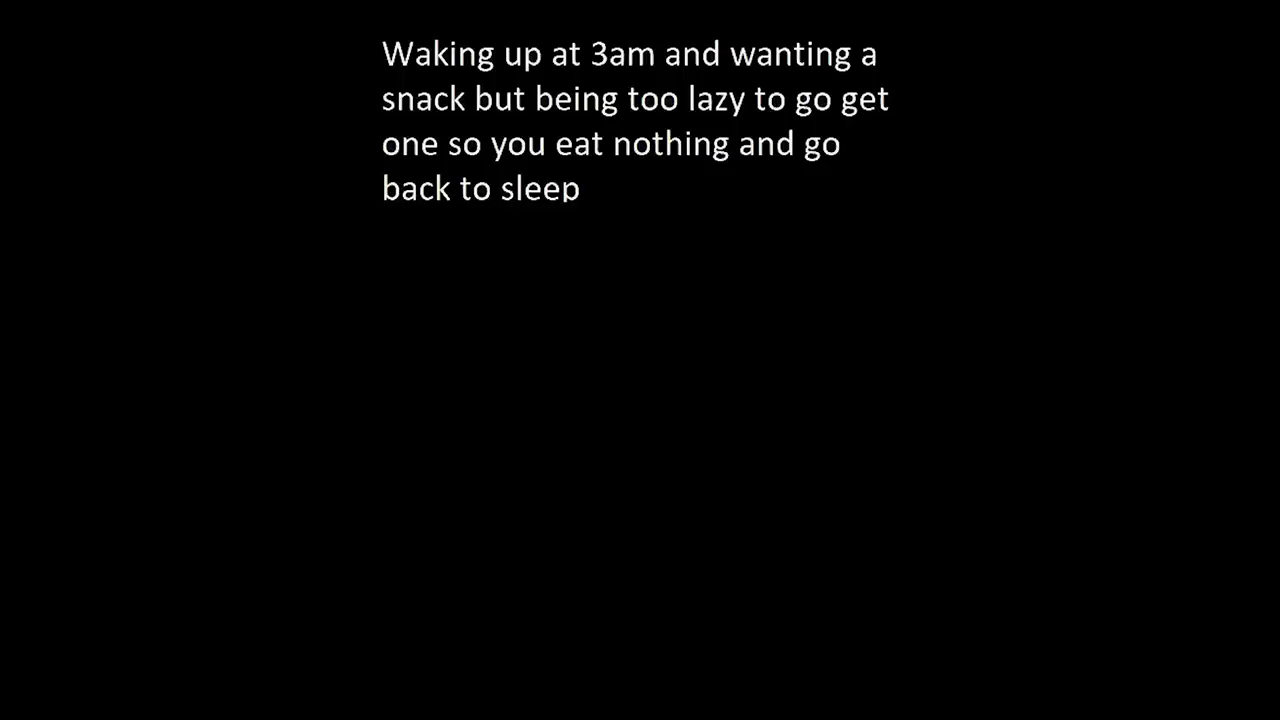 Waking up at 3am and wanting a
snack but being too lazy to go get
one so you eat nothing and go
back to sleep